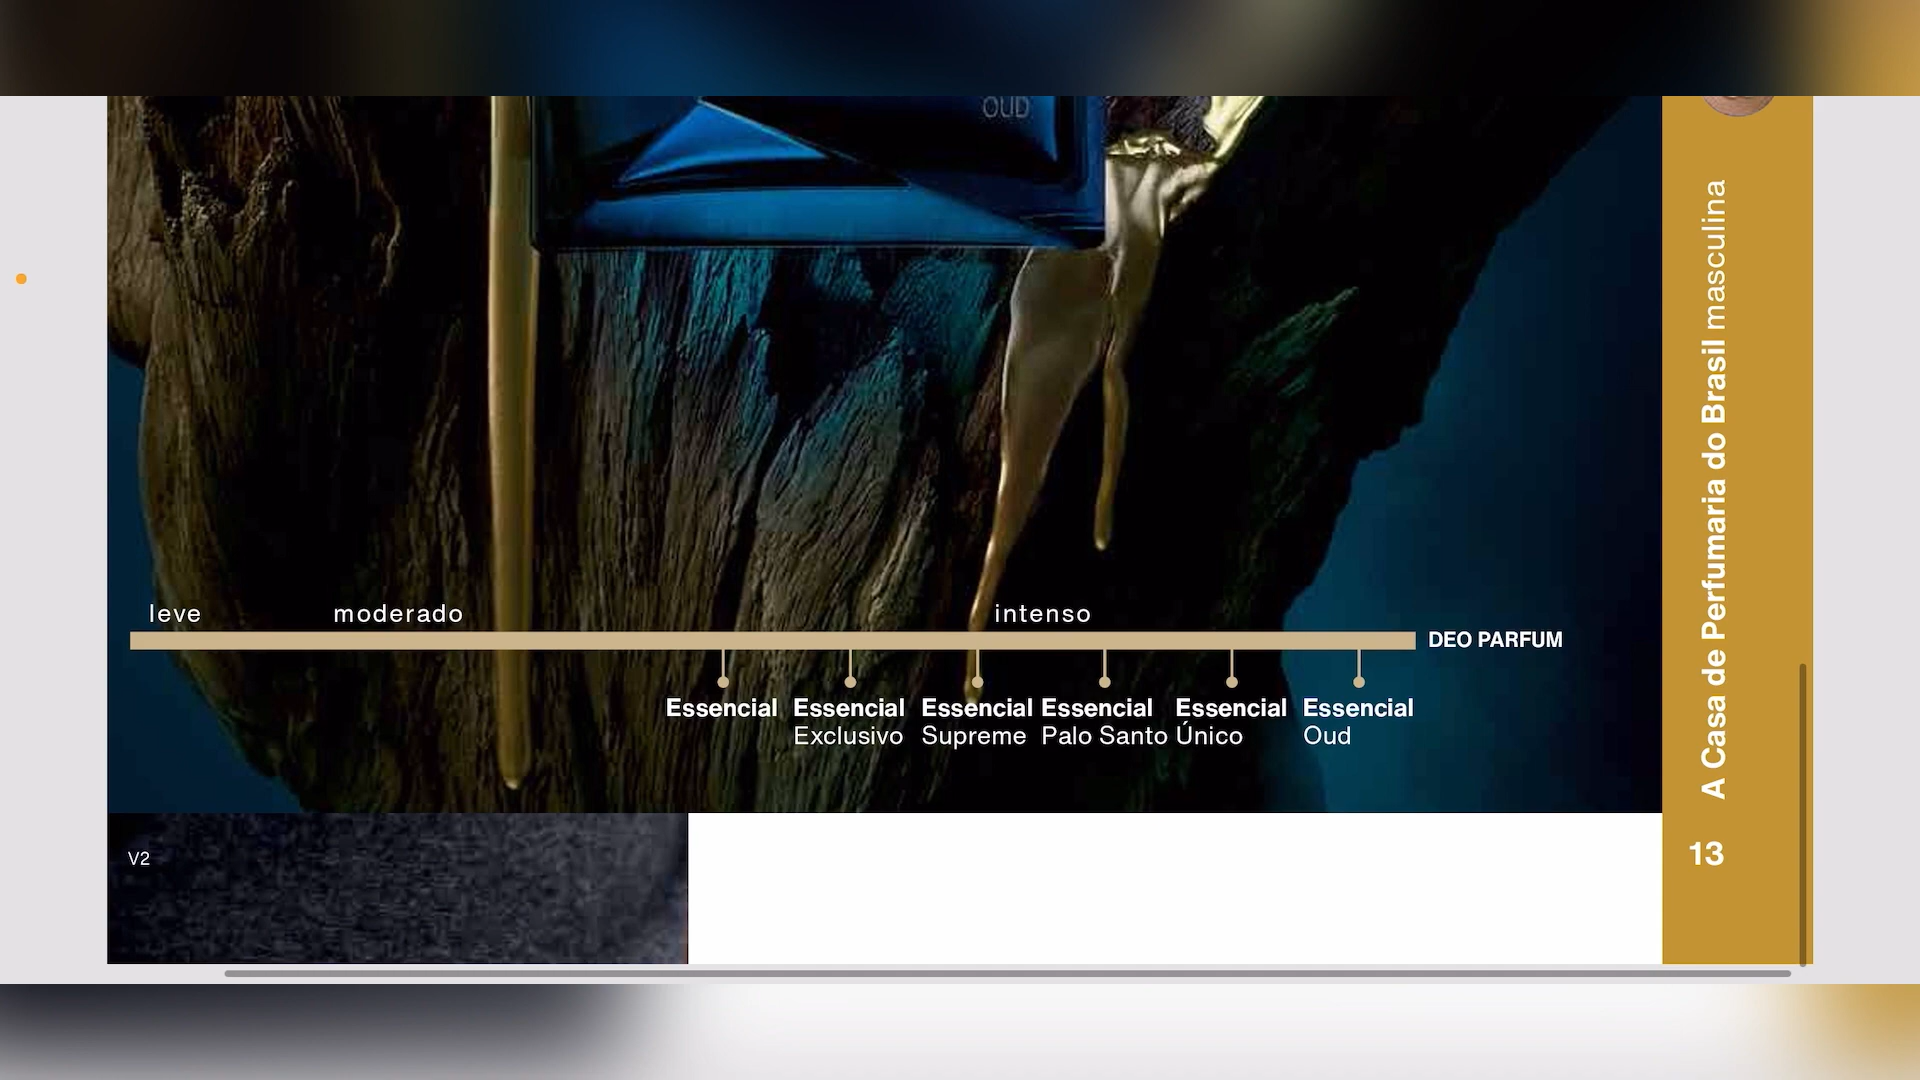 OUD
leve moderado intenso
DEO PARFUM
Essencial Essencial Essencial Essencial Essencial Essencial
Exclusivo Supreme Palo Santo Único Oud
A Casa de Perfumaria do Brasil masculina
V2
13